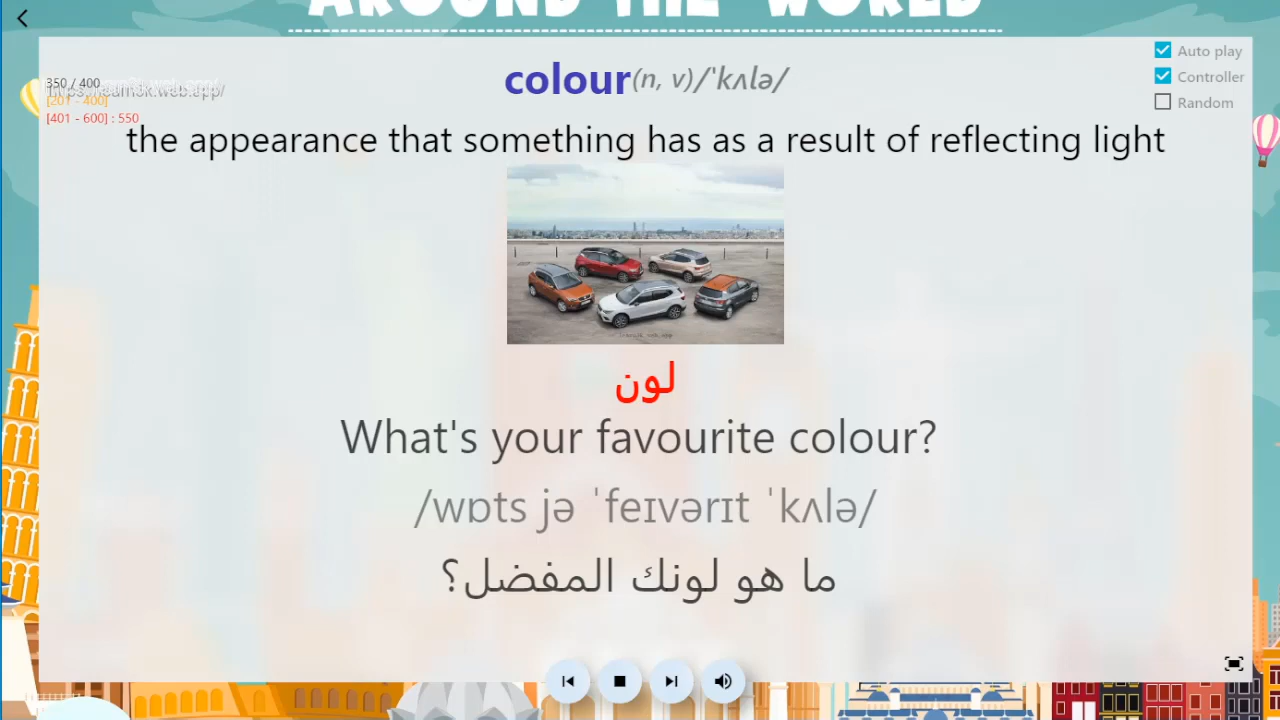 AROUND THE WORLD
Auto play
350 / 400
Controller
[201 - 400]
Random
[401 - 600] : 550
colour(n, v)/ˈkʌlə/
the appearance that something has as a result of reflecting light
لون
What's your favourite colour?
/wɒts jə ˈfeɪvərɪt ˈkʌlə/
ما هو لونك المفضل؟